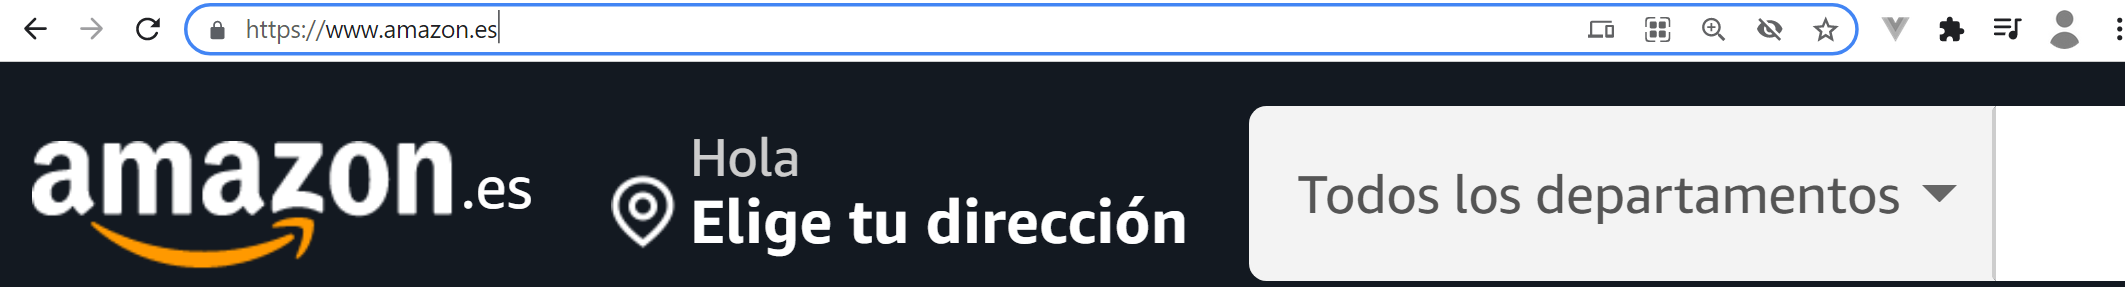 https://www.amazon.es
amazon.es
Hola
Elige tu dirección
Todos los departamentos